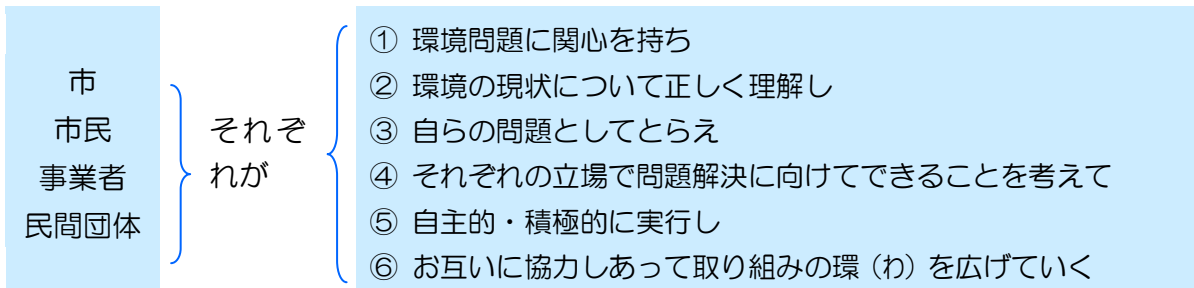 市
市民
事業者
民間団体
それぞ
れが
① 環境問題に関心を持ち
② 環境の現状について正しく理解し
③ 自らの問題としてとらえ
④ それぞれの立場で問題解決に向けてできることを考えて
⑤ 自主的・積極的に実行し
⑥ お互いに協力しあって取り組みの環（わ）を広げていく